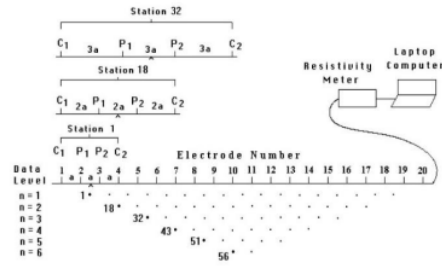 Station 32
C1 P1 P2 C2
3a 3a 3a
Station 18
C1 P1 P2 C2
2a 2a 2a
Station 1
C1 P1 P2 C2
Resistivity Meter
Laptop Computer
Electrode Number
Data Level
1 2 3 4 5 6 7 8 9 10 11 12 13 14 15 16 17 18 19 20
a a a
n = 1 1
n = 2 18
n = 3 32
n = 4 43
n = 5 51
n = 6 56